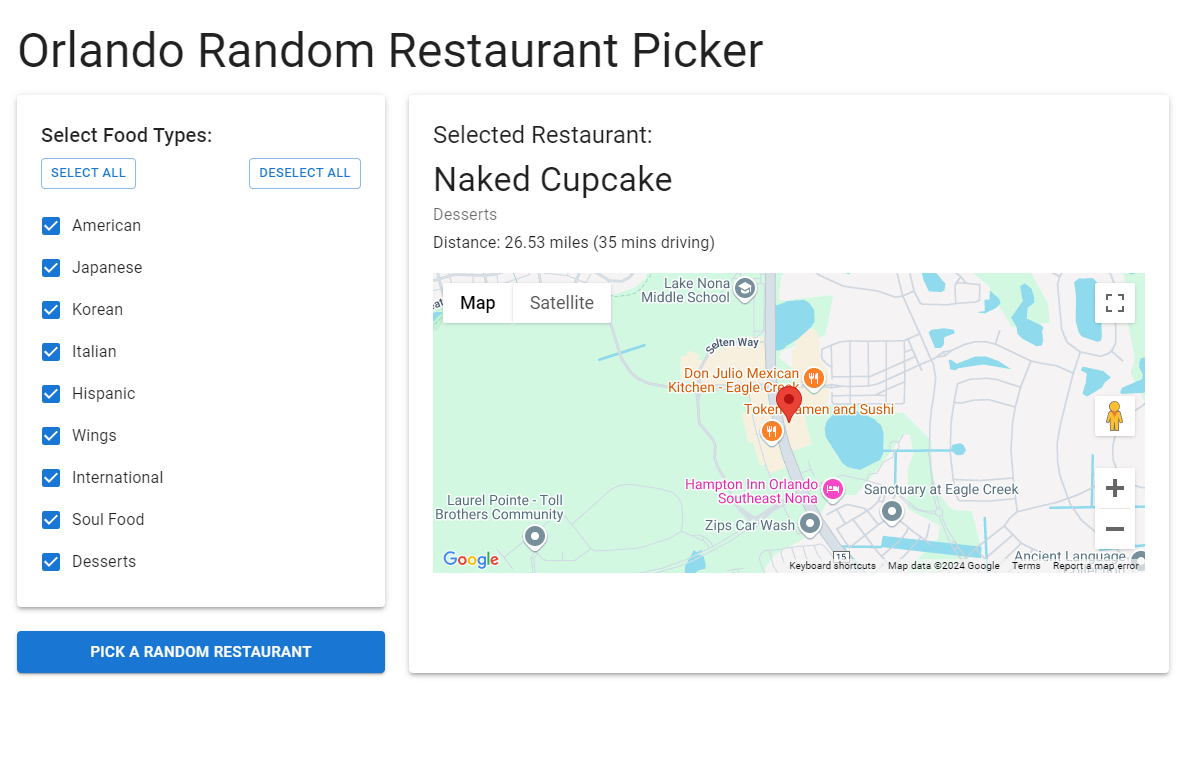 Orlando Random Restaurant Picker
Select Food Types:
SELECT ALL
DESELECT ALL
American
Japanese
Korean
Italian
Hispanic
Wings
International
Soul Food
Desserts
PICK A RANDOM RESTAURANT
Selected Restaurant:
Naked Cupcake
Desserts
Distance: 26.53 miles (35 mins driving)
Map
Satellite
Lake Nona
Middle School
Selten Way
Don Julio Mexican
Kitchen - Eagle Creek
Ramen and Sushi
Hampton Inn Orlando
Southeast Nona
Sanctuary at Eagle Creek
Laurel Pointe - Toll
Brothers Community
Zips Car Wash
15
Ancient Language
Google
Keyboard shortcuts
Map data ©2024 Google
Terms
Report a map error